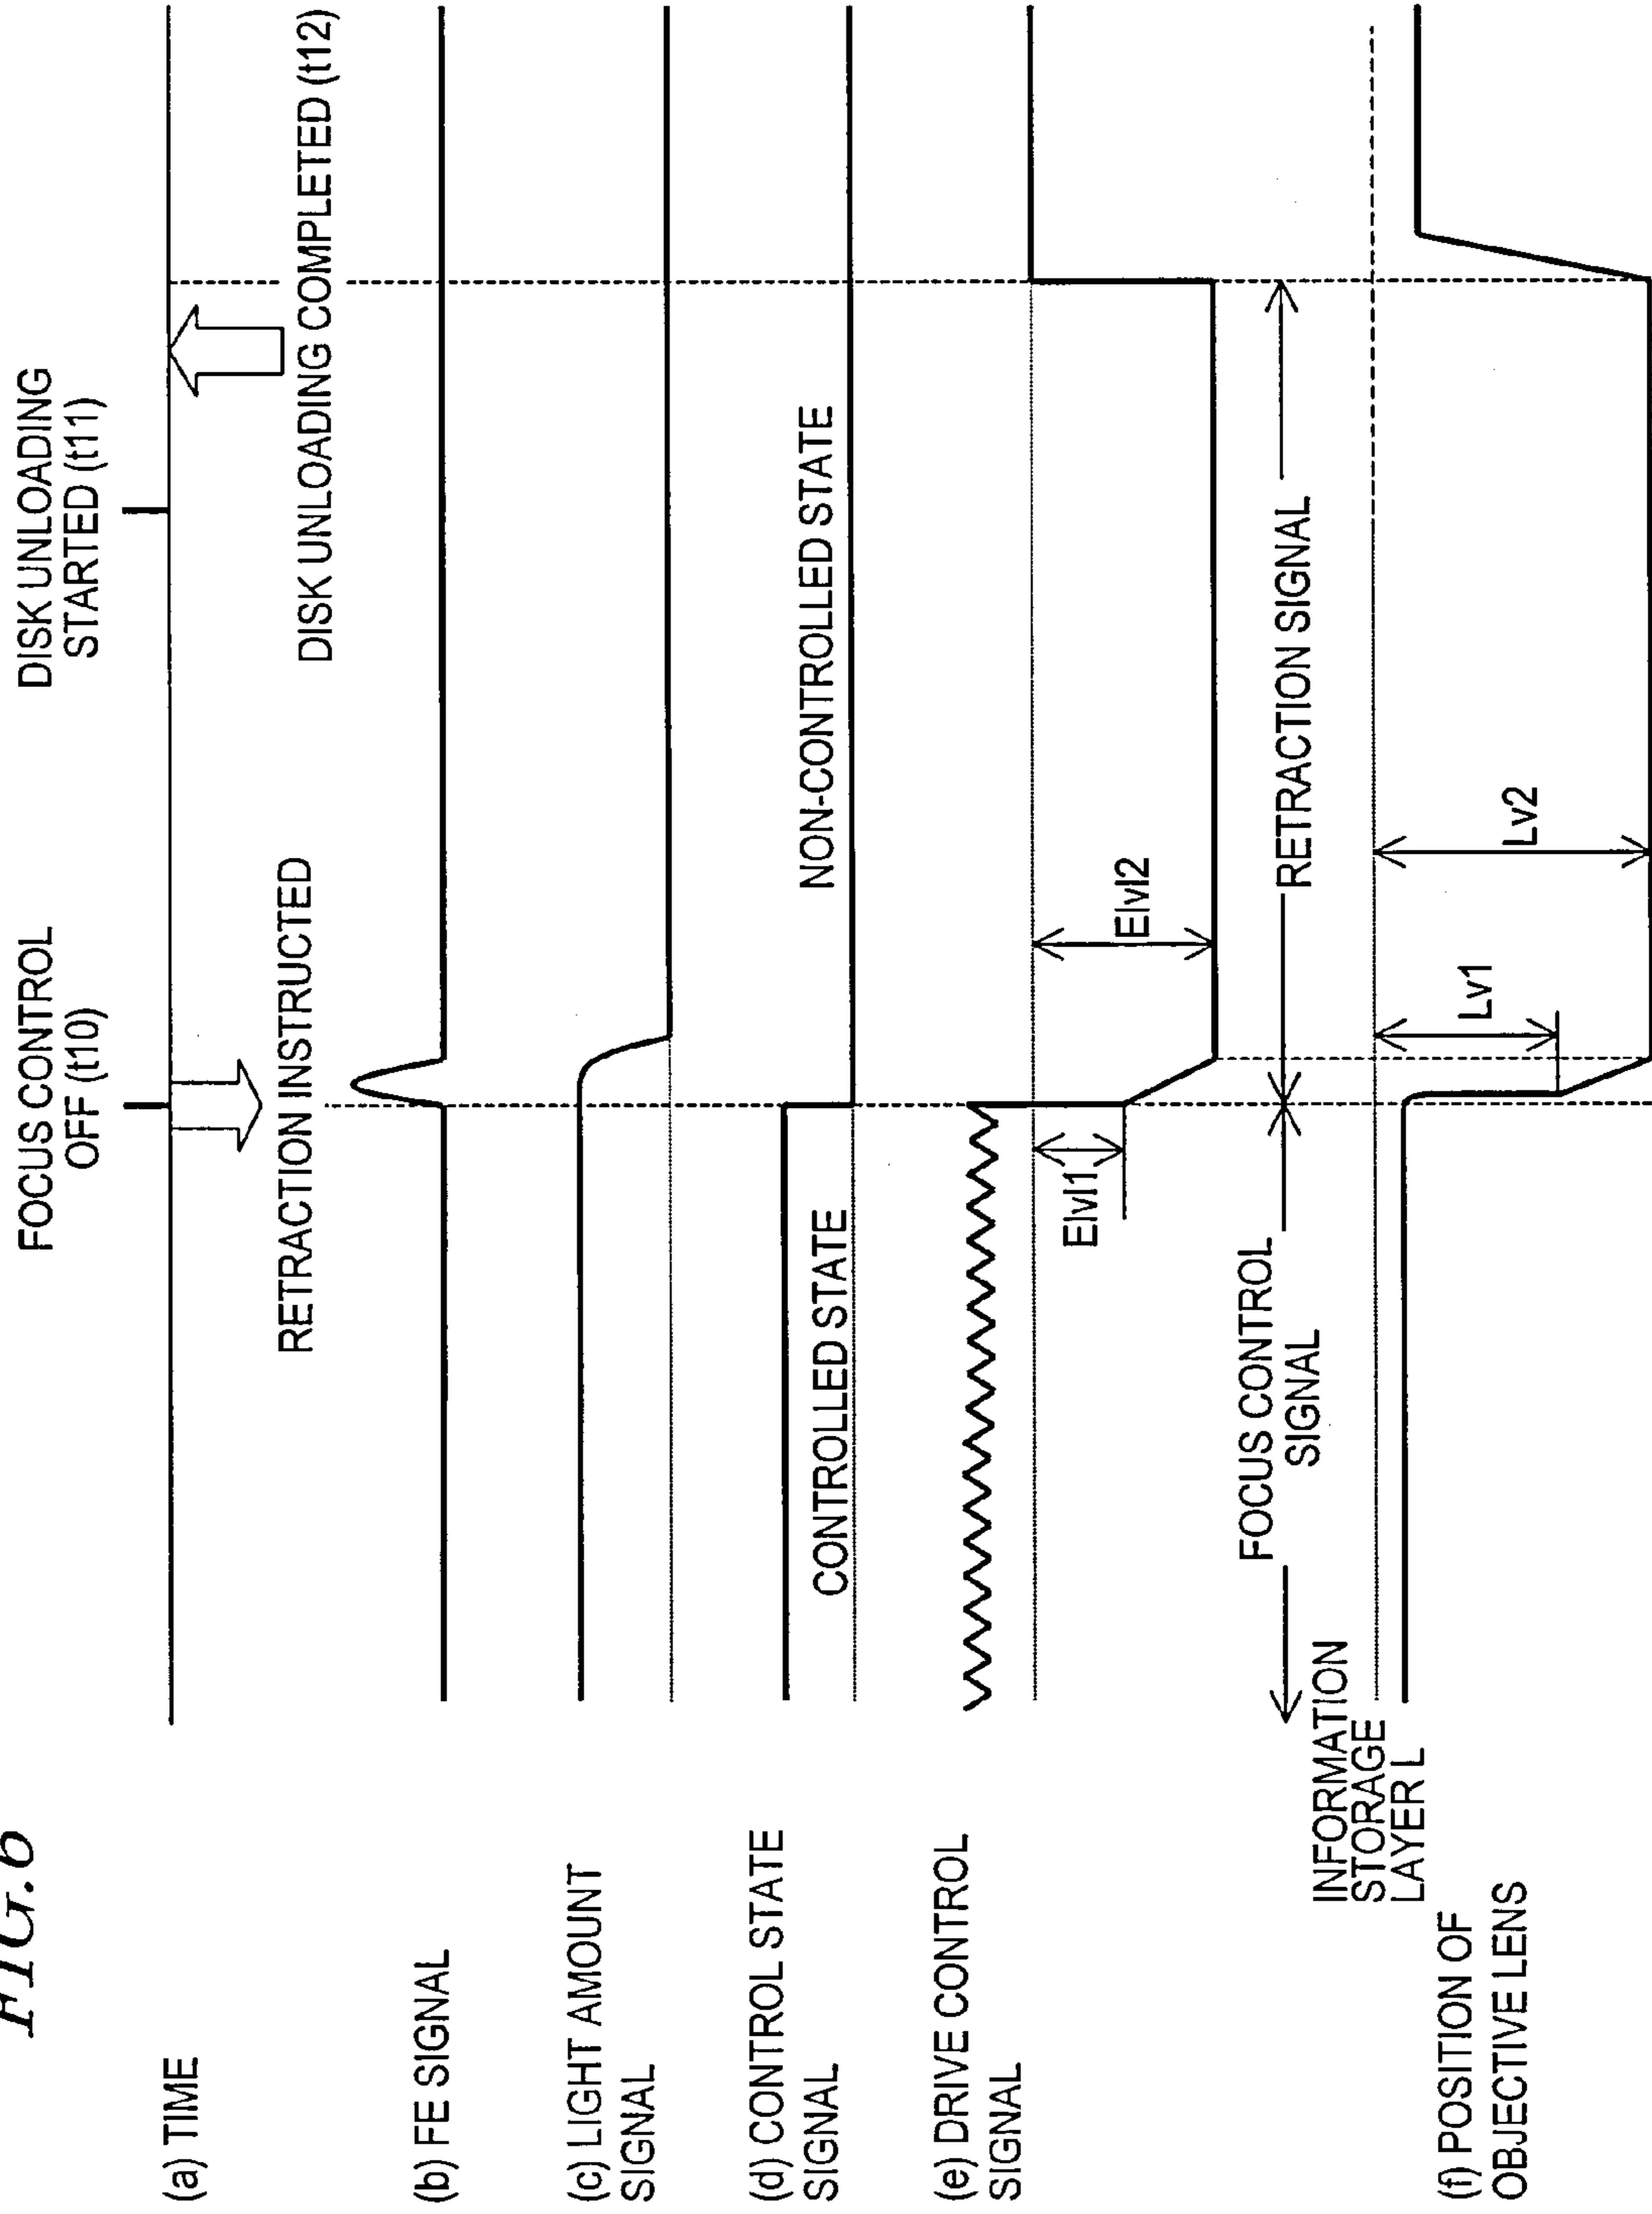 FIG.6
FOCUS CONTROL
OFF (t10)
DISK UNLOADING
STARTED (t11)
(a) TIME
RETRACTION INSTRUCTED
DISK UNLOADING COMPLETED (t12)
(b) FE SIGNAL
(c) LIGHT AMOUNT
SIGNAL
(d) CONTROL STATE
SIGNAL
CONTROLLED STATE
NON-CONTROLLED STATE
(e) DRIVE CONTROL
SIGNAL
Elvl1
Elvl2
FOCUS CONTROL
SIGNAL
RETRACTION SIGNAL
INFORMATION
STORAGE
LAYER L
(f) POSITION OF
OBJECTIVE LENS
Lv1
Lv2